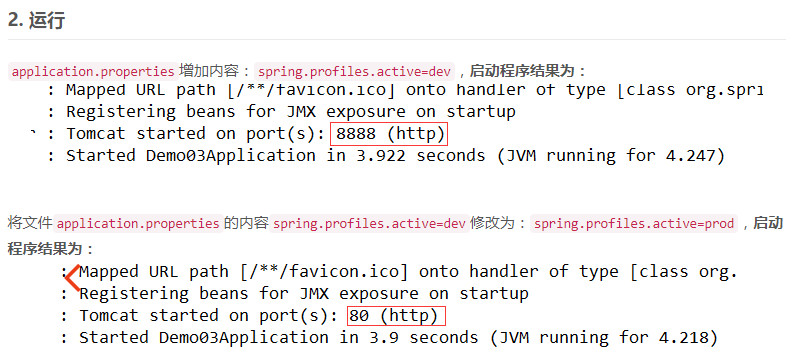 2. 运行
application.properties 增加内容：spring.profiles.active=dev ，启动程序结果为：
: Mapped URL path [/**/favicon.ico] onto handler of type [class org.spri
: Registering beans for JMX exposure on startup
: Tomcat started on port(s): 8888 (http)
: Started Demo03Application in 3.922 seconds (JVM running for 4.247)
将文件 application.properties 的内容 spring.profiles.active=dev 修改为：spring.profiles.active=prod ，启动
程序结果为：
: Mapped URL path [/**/favicon.ico] onto handler of type [class org.
: Registering beans for JMX exposure on startup
: Tomcat started on port(s): 80 (http)
: Started Demo03Application in 3.9 seconds (JVM running for 4.218)